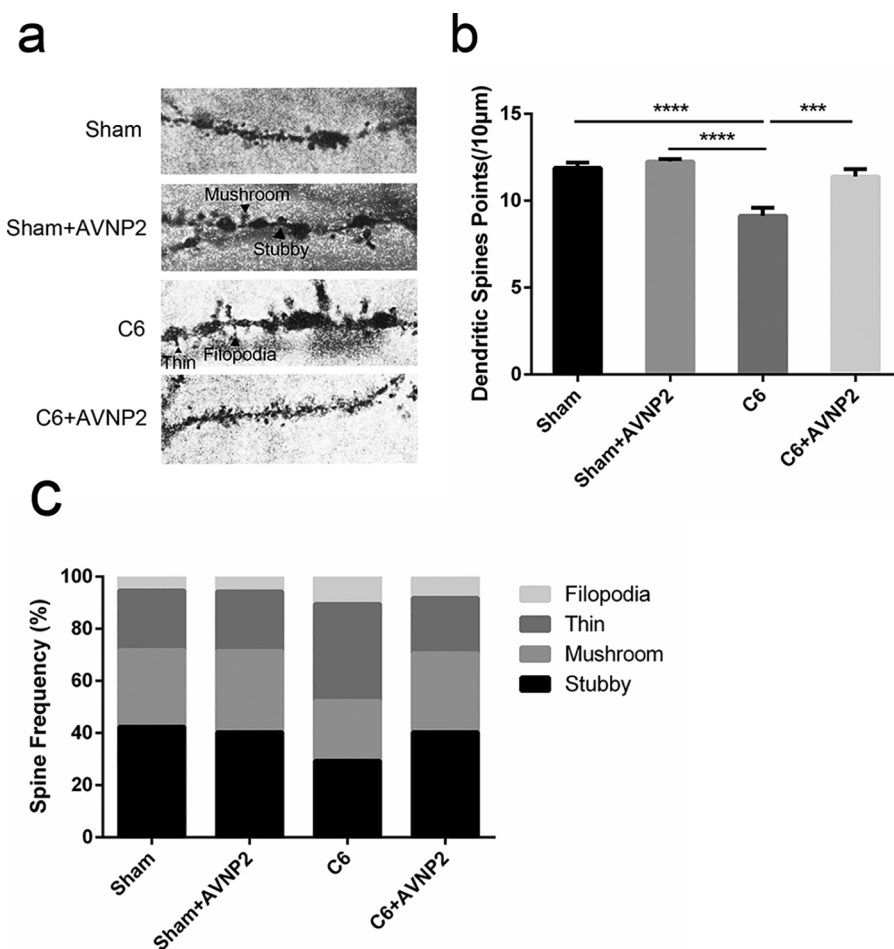 a
Sham
Sham+AVNP2
Mushroom
Stubby
C6
Thin
Filopodia
C6+AVNP2
b
Dendritic Spines Points(/10μm)
15
10
5
0
****
***
****
Sham
Sham+AVNP2
C6
C6+AVNP2
c
Spine Frequency (%)
100
80
60
40
20
0
Sham
Sham+AVNP2
C6
C6+AVNP2
Filopodia
Thin
Mushroom
Stubby